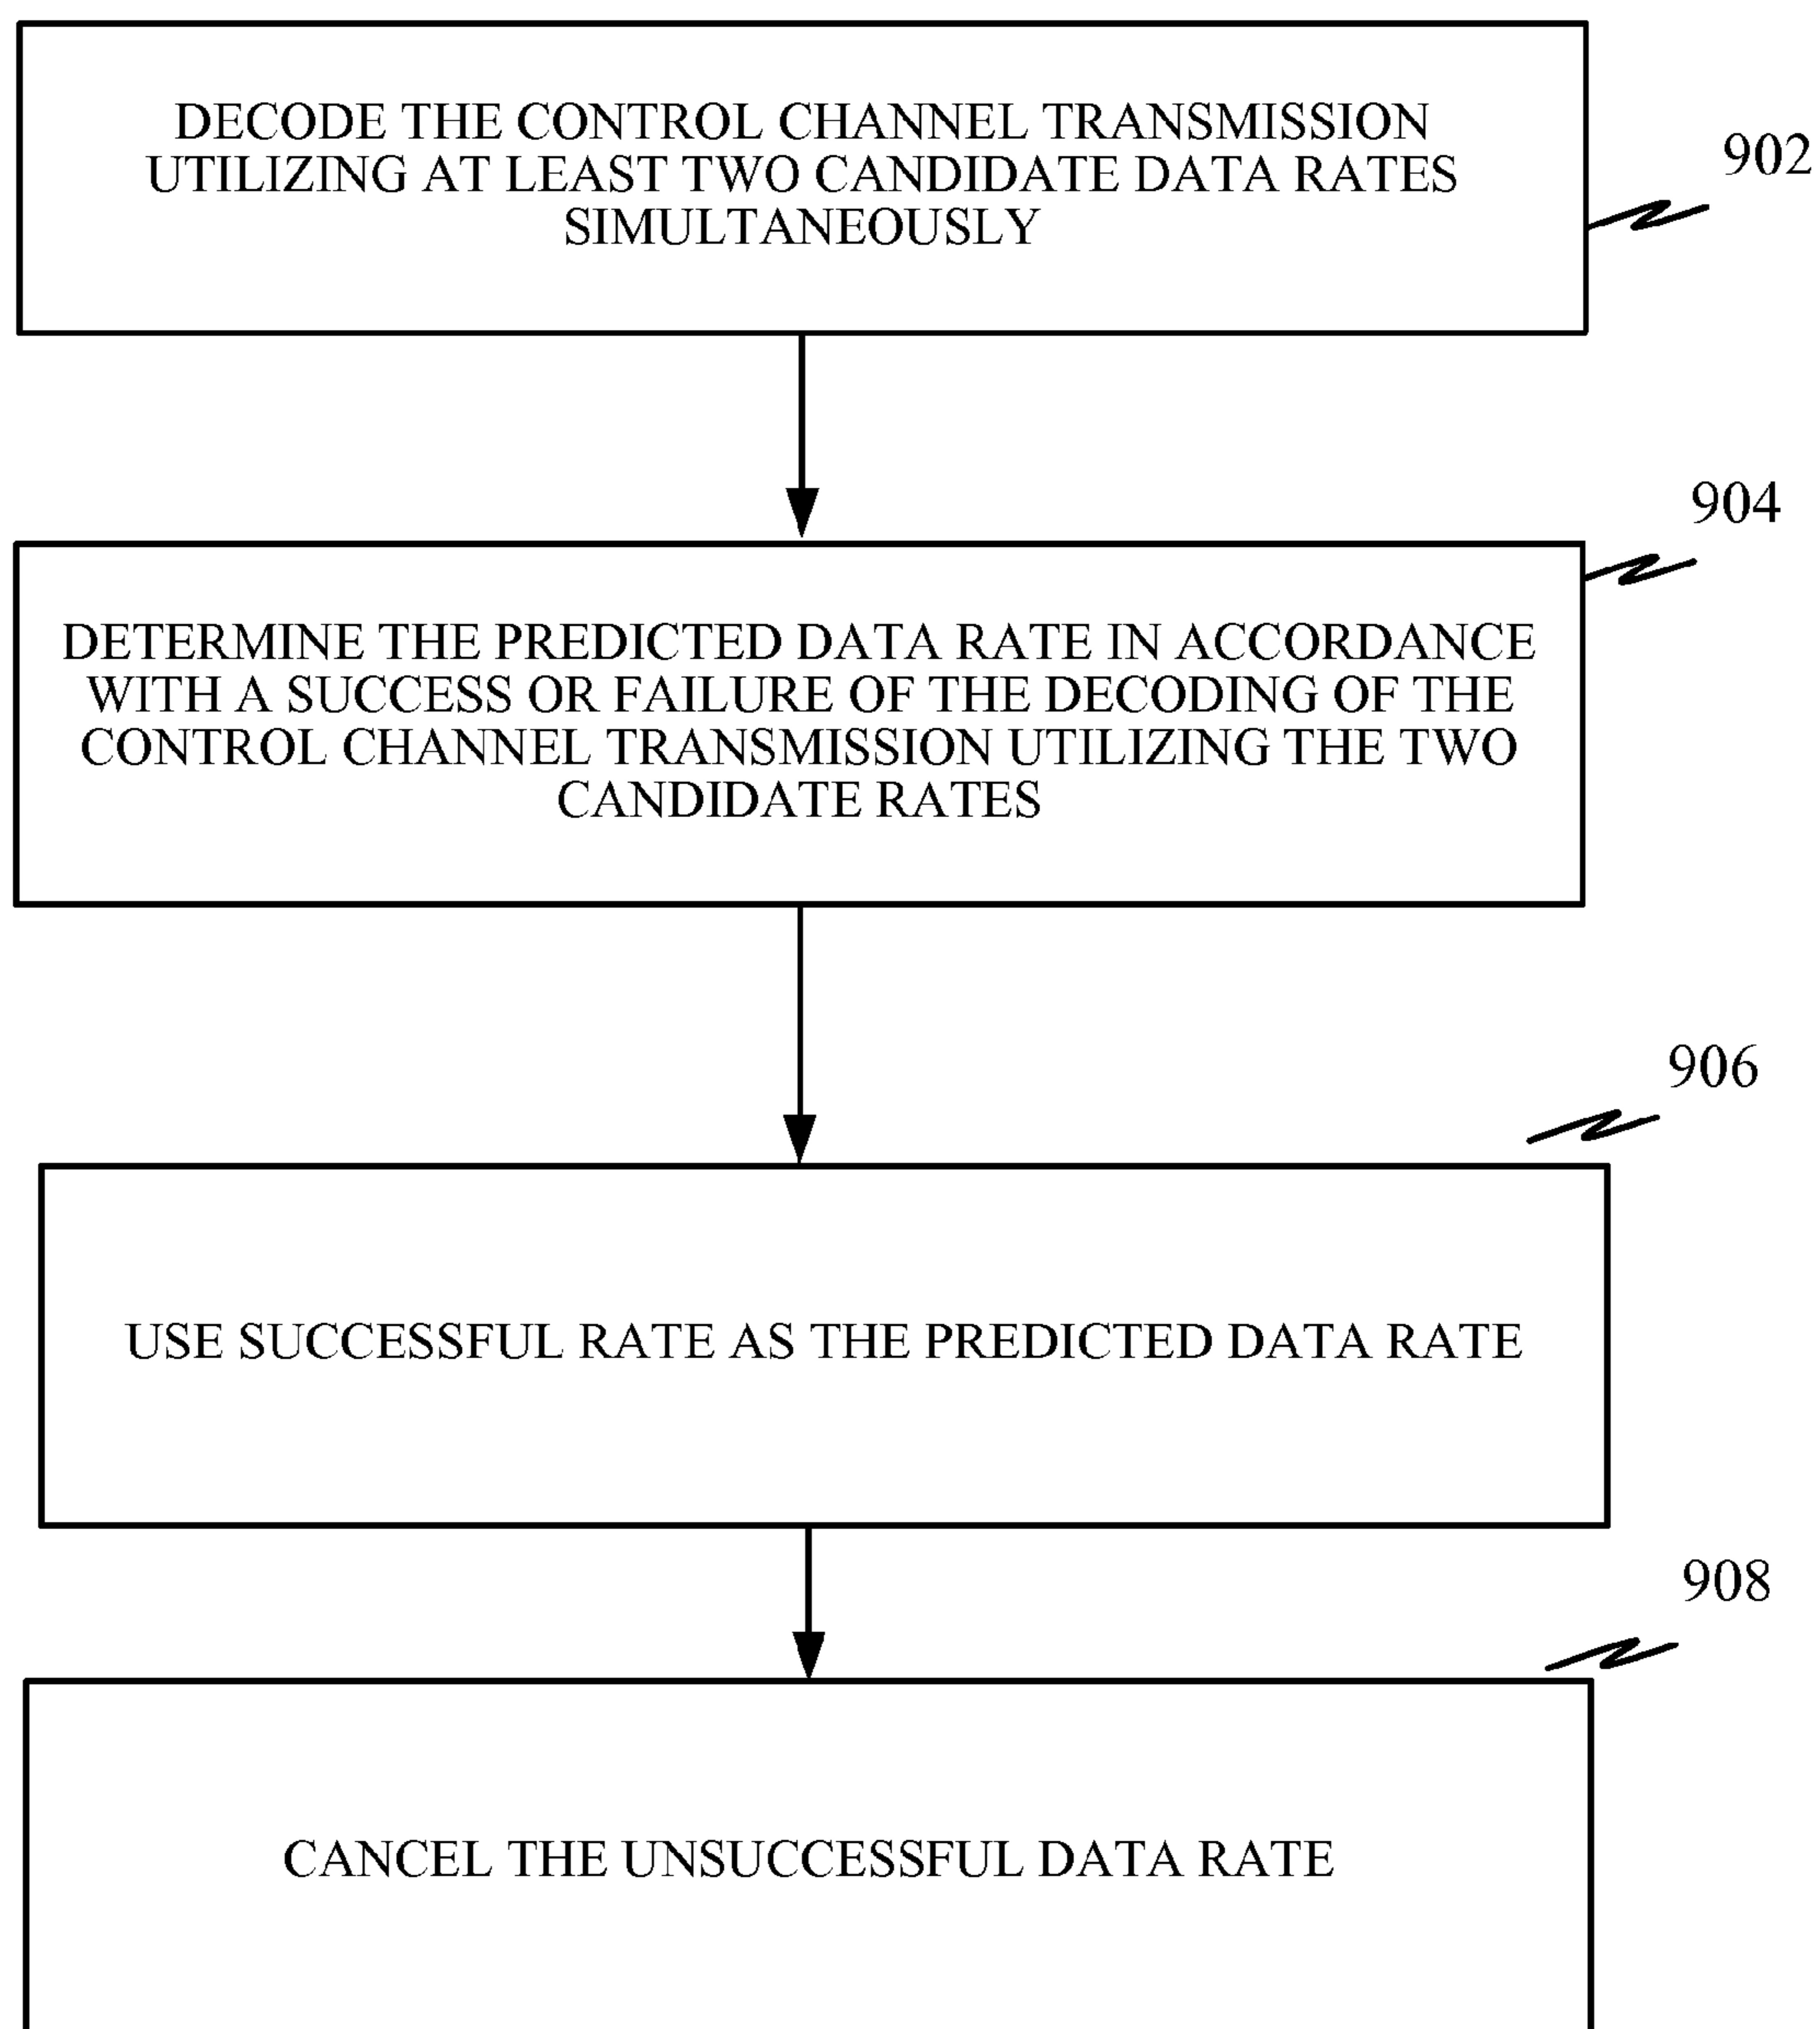 DECODE THE CONTROL CHANNEL TRANSMISSION
UTILIZING AT LEAST TWO CANDIDATE DATA RATES
SIMULTANEOUSLY
902
904
DETERMINE THE PREDICTED DATA RATE IN ACCORDANCE
WITH A SUCCESS OR FAILURE OF THE DECODING OF THE
CONTROL CHANNEL TRANSMISSION UTILIZING THE TWO
CANDIDATE RATES
906
USE SUCCESSFUL RATE AS THE PREDICTED DATA RATE
908
CANCEL THE UNSUCCESSFUL DATA RATE